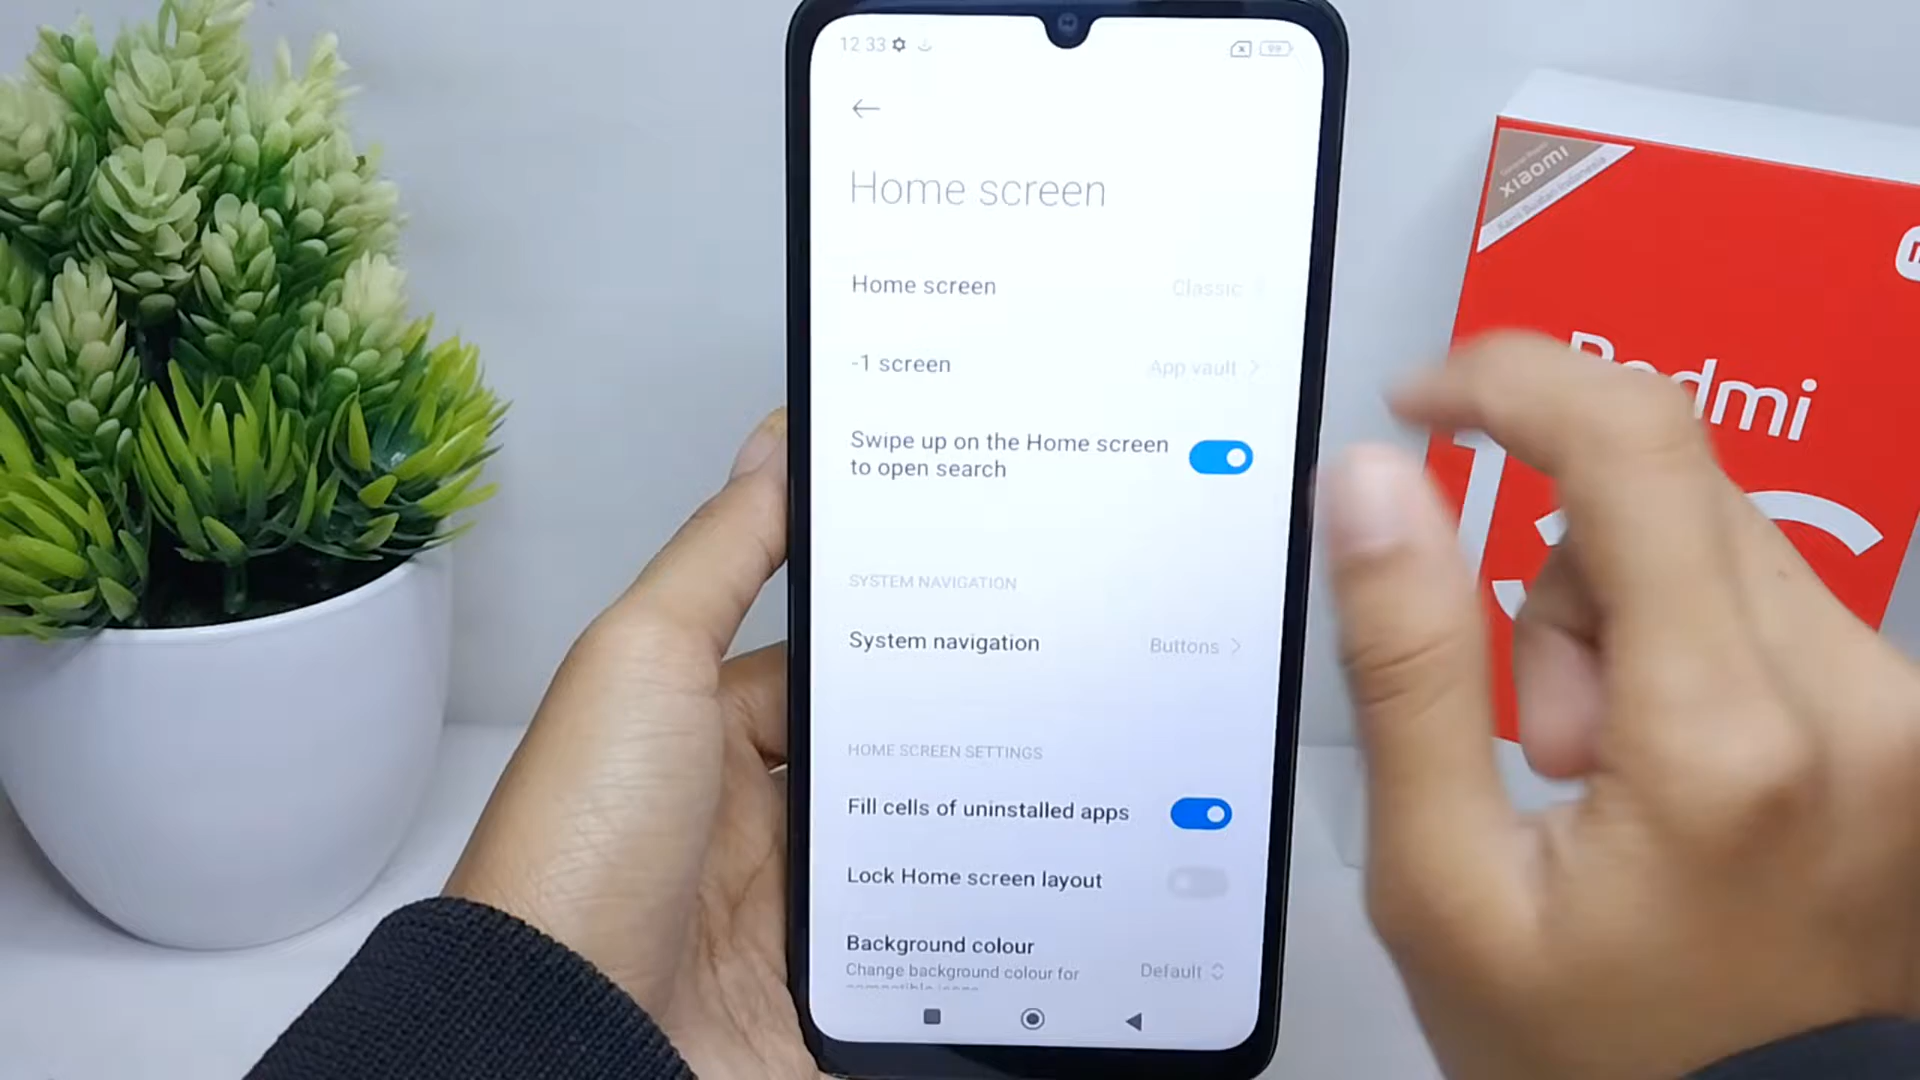 12 33
99
Home screen
Home screen
Classic
-1 screen
App vault
Swipe up on the Home screen
to open search
SYSTEM NAVIGATION
System navigation
Buttons
HOME SCREEN SETTINGS
Fill cells of uninstalled apps
Lock Home screen layout
Background colour
Change background colour for
Default
xiaomi
Redmi